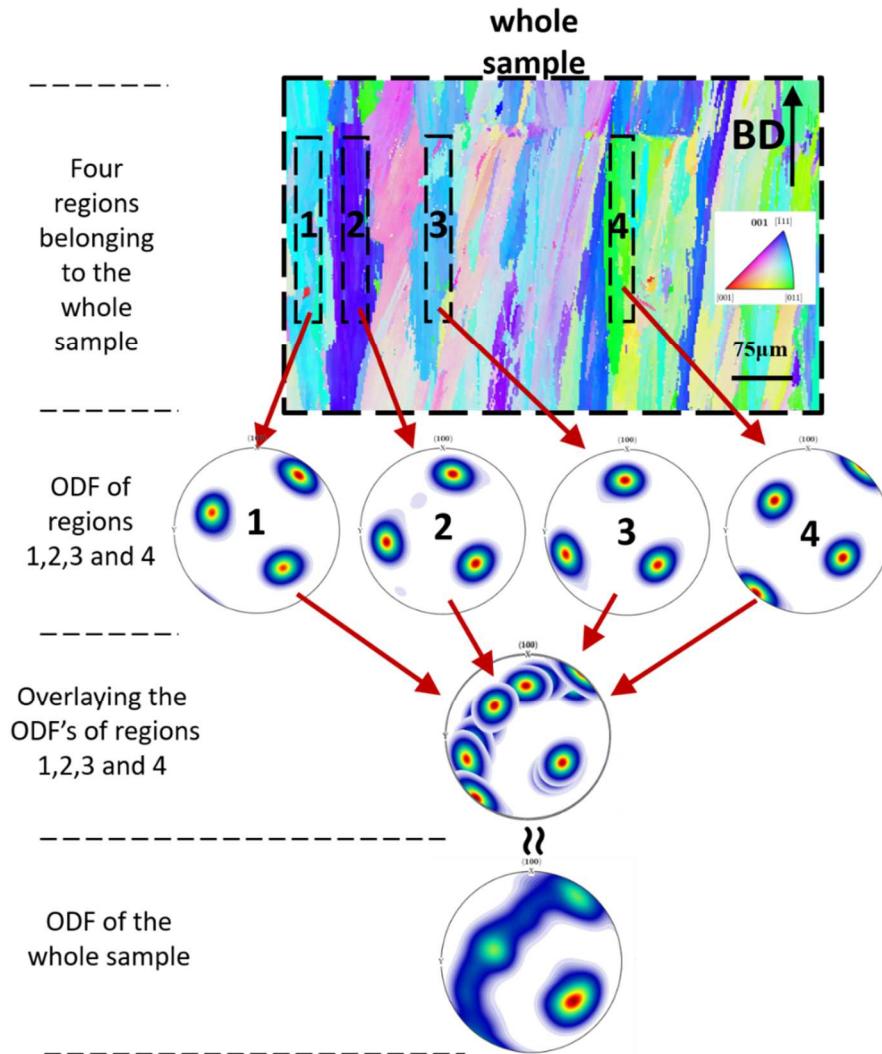 whole
sample
BD
Four
regions
belonging
to the
whole
sample
1
2
3
4
001
[1̅11]
[001]
[011]
75µm
ODF of
regions
1,2,3 and 4
(100)
X
Y
1
(100)
X
Y
2
(100)
X
Y
3
(100)
X
Y
4
Overlaying the
ODF's of regions
1,2,3 and 4
(100)
X
Y
≈
(100)
X
Y
ODF of the
whole sample